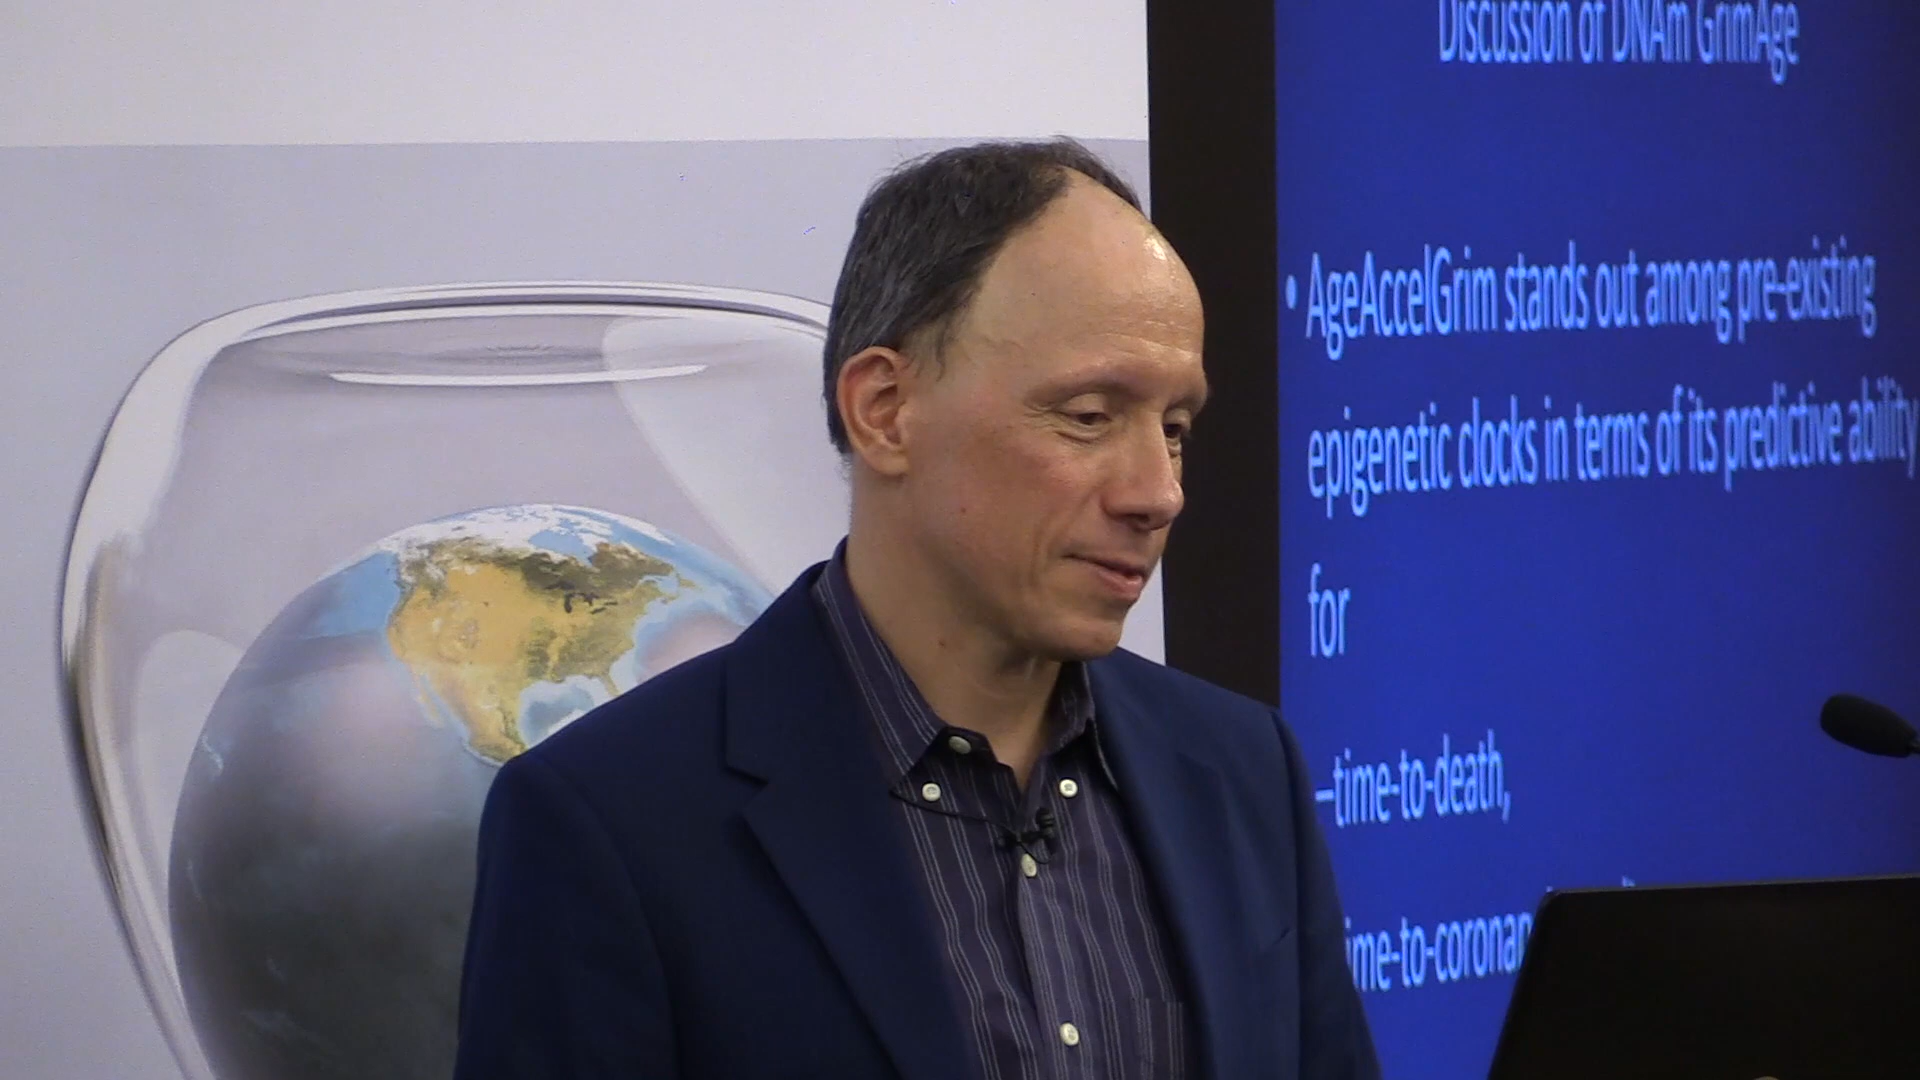 Discussion of DNAm GrimAge
• AgeAccelGrim stands out among pre-existing
epigenetic clocks in terms of its predictive ability
for
–time-to-death,